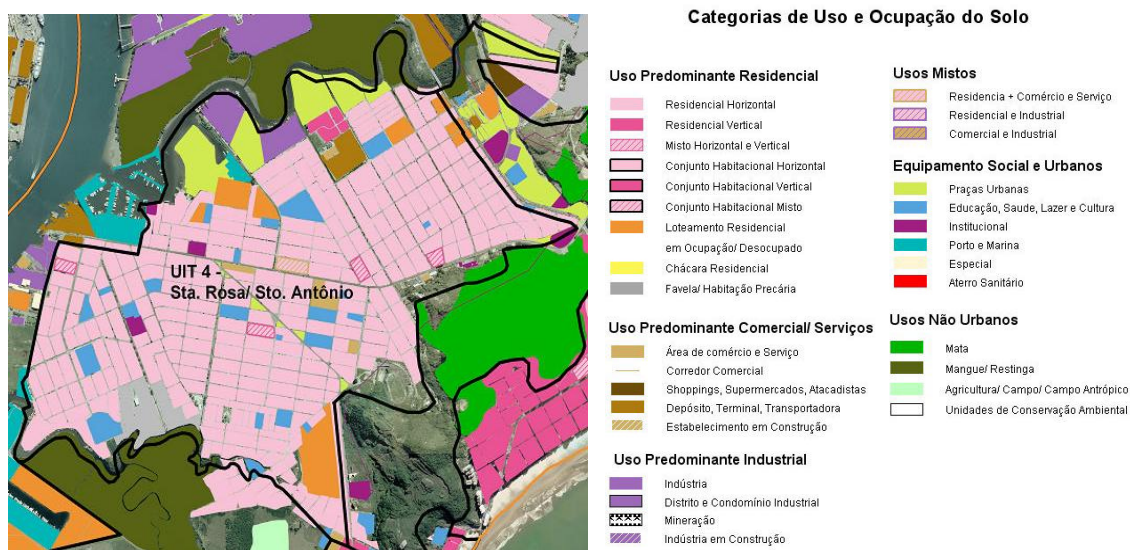 UIT 4 -
Sta. Rosa/ Sto. Antônio
Categorias de Uso e Ocupação do Solo
Uso Predominante Residencial
Residencial Horizontal
Residencial Vertical
Misto Horizontal e Vertical
Conjunto Habitacional Horizontal
Conjunto Habitacional Vertical
Conjunto Habitacional Misto
Loteamento Residencial
em Ocupação/ Desocupado
Chácara Residencial
Favela/ Habitação Precária
Uso Predominante Comercial/ Serviços
Área de comércio e Serviço
Corredor Comercial
Shoppings, Supermercados, Atacadistas
Depósito, Terminal, Transportadora
Estabelecimento em Construção
Uso Predominante Industrial
Indústria
Distrito e Condomínio Industrial
Mineração
Indústria em Construção
Usos Mistos
Residencia + Comércio e Serviço
Residencial e Industrial
Comercial e Industrial
Equipamento Social e Urbanos
Praças Urbanas
Educação, Saude, Lazer e Cultura
Institucional
Porto e Marina
Especial
Aterro Sanitário
Usos Não Urbanos
Mata
Mangue/ Restinga
Agricultura/ Campo/ Campo Antrópico
Unidades de Conservação Ambiental